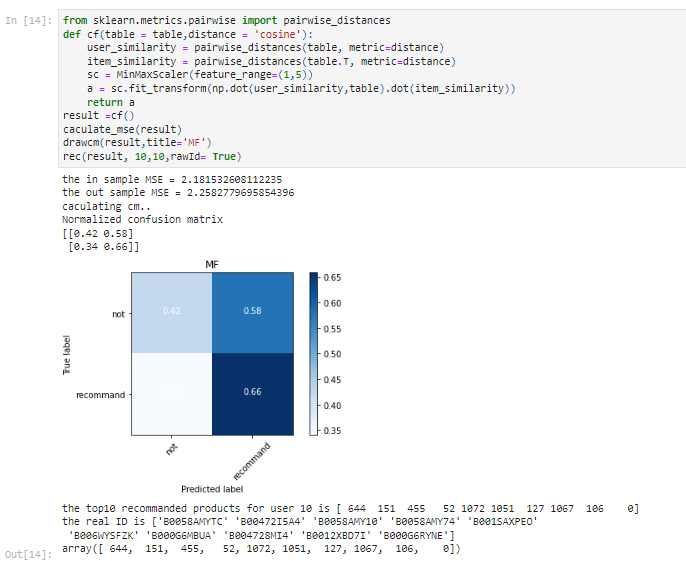 In [14]: from sklearn.metrics.pairwise import pairwise_distances
def cf(table = table,distance = 'cosine'):
user_similarity = pairwise_distances(table, metric=distance)
item_similarity = pairwise_distances(table.T, metric=distance)
sc = MinMaxScaler(feature_range=(1,5))
a = sc.fit_transform(np.dot(user_similarity,table).dot(item_similarity))
return a
result =cf()
caculate_mse(result)
drawcm(result,title='MF')
rec(result, 10,10,rawId= True)
the in sample MSE = 2.181532608112235
the out sample MSE = 2.2582779695854396
caculating cm..
Normalized confusion matrix
[[0.42 0.58]
[0.34 0.66]]
MF
0.65
0.60
0.55
0.50
0.45
0.40
0.35
not
recommand
True label
0.42
0.58
0.66
not
recommand
Predicted label
the top10 recommanded products for user 10 is [ 644 151 455 52 1072 1051 127 1067 106 0]
the real ID is ['B0058AMYTC' 'B00472I5A4' 'B0058AMY10' 'B0058AMY74' 'B001SAXPEO'
'B006WYSFZK' 'B000G6MBUA' 'B004728MI4' 'B0012XBD7I' 'B000G6RYNE']
Out[14]: array([ 644, 151, 455, 52, 1072, 1051, 127, 1067, 106, 0])